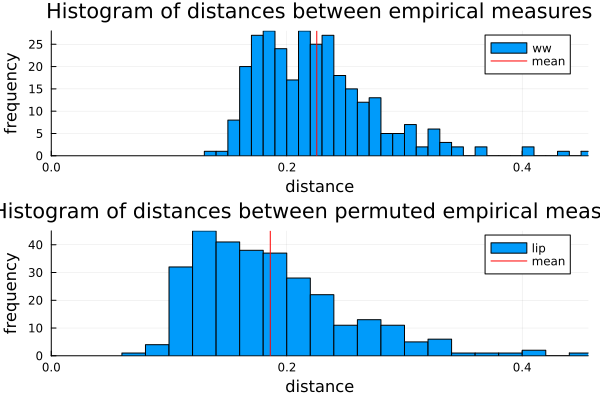 Histogram of distances between empirical measures
25
20
15
10
5
0
frequency
ww
mean
0.0 0.2 0.4
distance
Histogram of distances between permuted empirical meas
40
30
20
10
0
frequency
lip
mean
0.0 0.2 0.4
distance